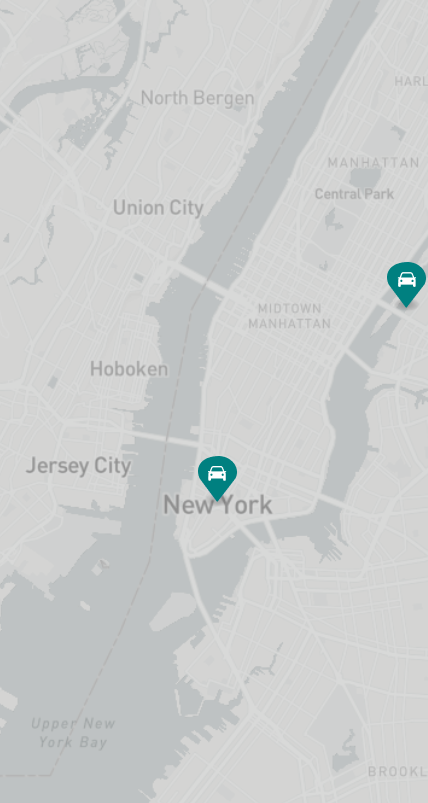 North Bergen
HARL
MANHATTAN
Central Park
Union City
MIDTOWN
MANHATTAN
Hoboken
Jersey City
New York
Upper New
York Bay
BROOKL